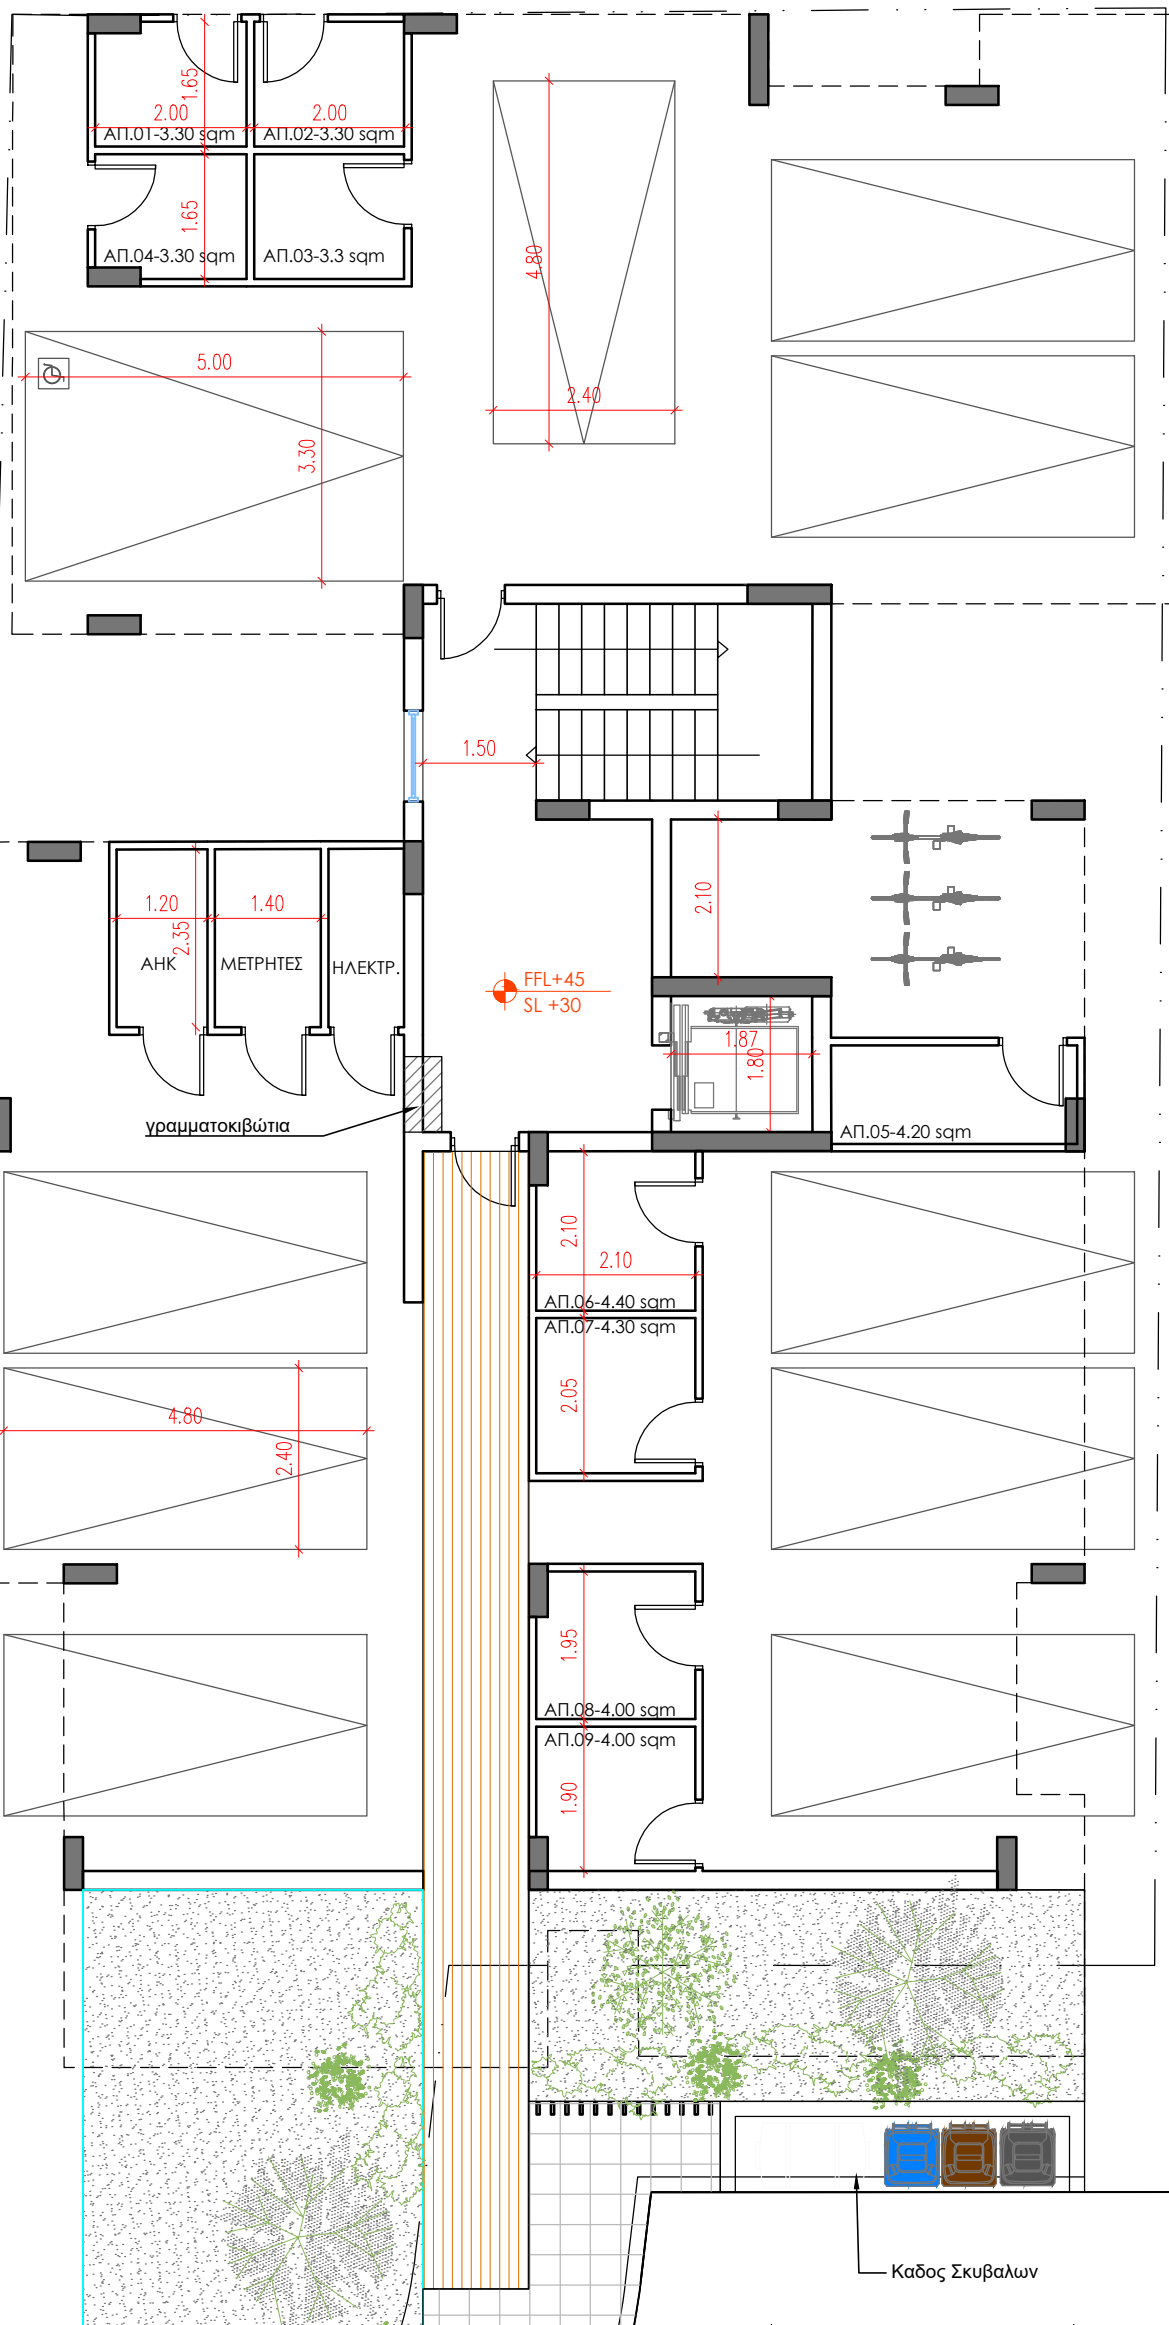 1.65
2.00
2.00
ΑΠ.01-3.30 sqm
ΑΠ.02-3.30 sqm
1.65
ΑΠ.04-3.30 sqm
ΑΠ.03-3.3 sqm
4.80
5.00
2.40
3.30
1.50
2.10
1.20
1.40
2.35
ΑΗΚ
ΜΕΤΡΗΤΕΣ
ΗΛΕΚΤΡ.
FFL+45
SL +30
1.87
1.80
γραμματοκιβώτια
ΑΠ.05-4.20 sqm
2.10
2.10
ΑΠ.06-4.40 sqm
ΑΠ.07-4.30 sqm
2.05
4.80
2.40
1.95
ΑΠ.08-4.00 sqm
ΑΠ.09-4.00 sqm
1.90
Καδος Σκυβαλων